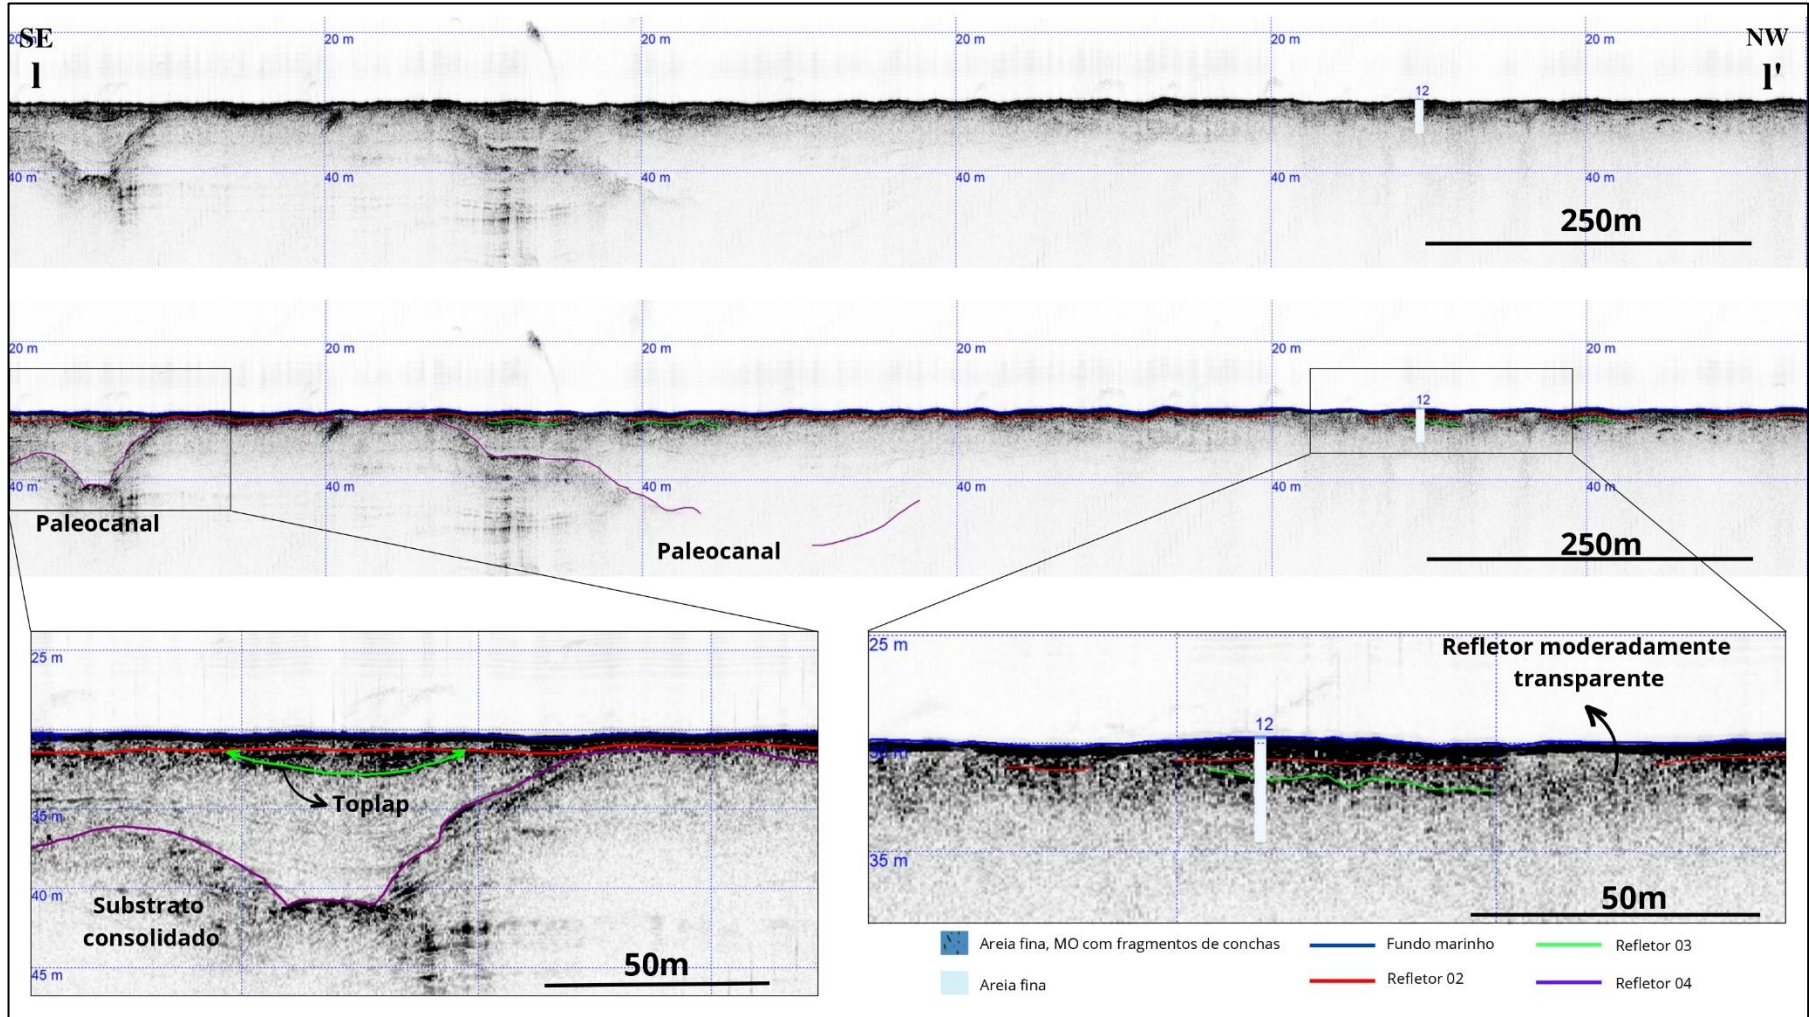 SE
l
NW
l'
20 m
20 m
20 m
20 m
20 m
20 m
12
40 m
40 m
40 m
40 m
40 m
40 m
250m
20 m
20 m
20 m
20 m
20 m
20 m
12
40 m
40 m
40 m
40 m
40 m
40 m
Paleocanal
Paleocanal
250m
25 m
Toplap
35 m
40 m
Substrato
consolidado
45 m
50m
25 m
Refletor moderadamente
transparente
12
35 m
50m
Areia fina, MO com fragmentos de conchas
Areia fina
Fundo marinho
Refletor 02
Refletor 03
Refletor 04